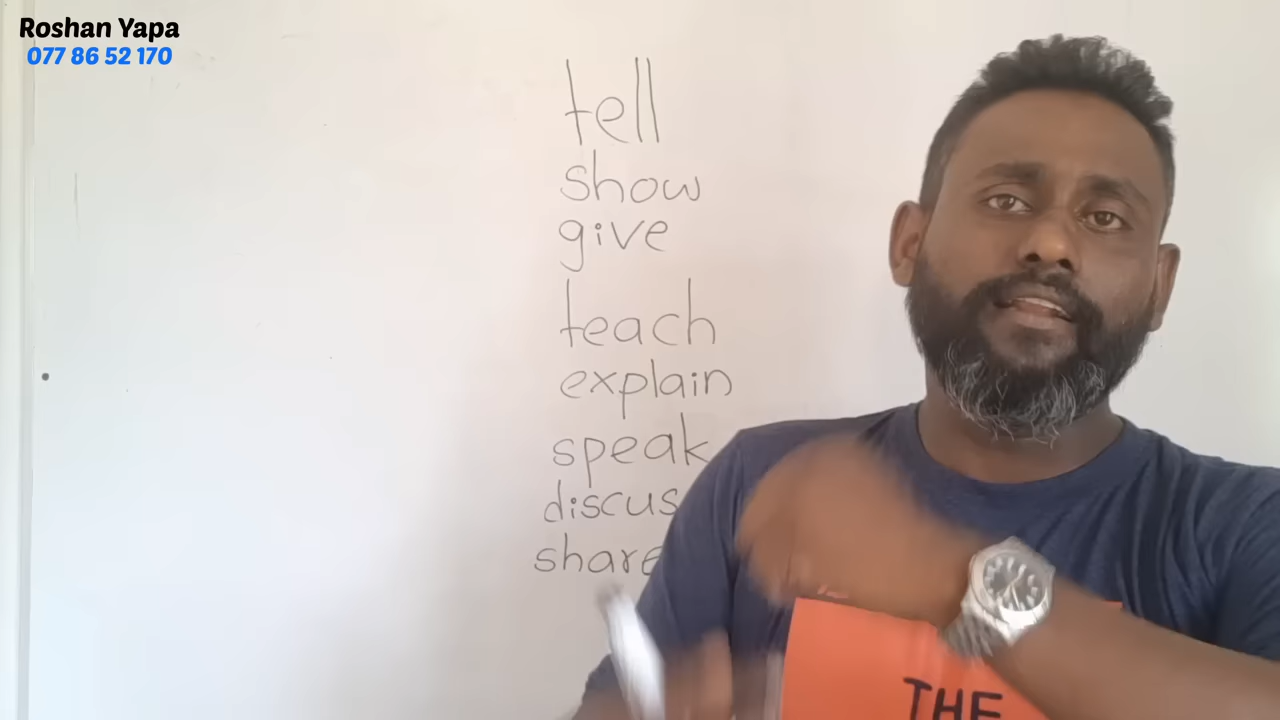 Roshan Yapa
077 86 52 170
tell
show
give
teach
explain
speak
discus
share
THE